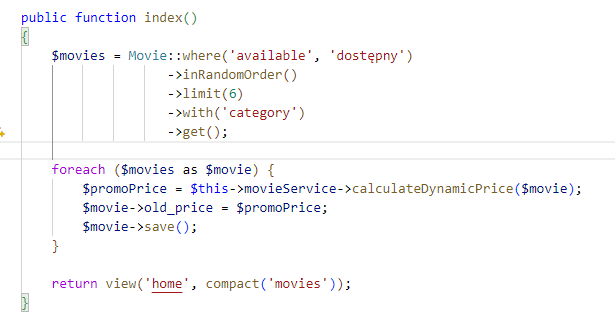 public function index()
{
    $movies = Movie::where('available', 'dostępny')
                   ->inRandomOrder()
                   ->limit(6)
                   ->with('category')
                   ->get();

    foreach ($movies as $movie) {
        $promoPrice = $this->movieService->calculateDynamicPrice($movie);
        $movie->old_price = $promoPrice;
        $movie->save();
    }

    return view('home', compact('movies'));
}